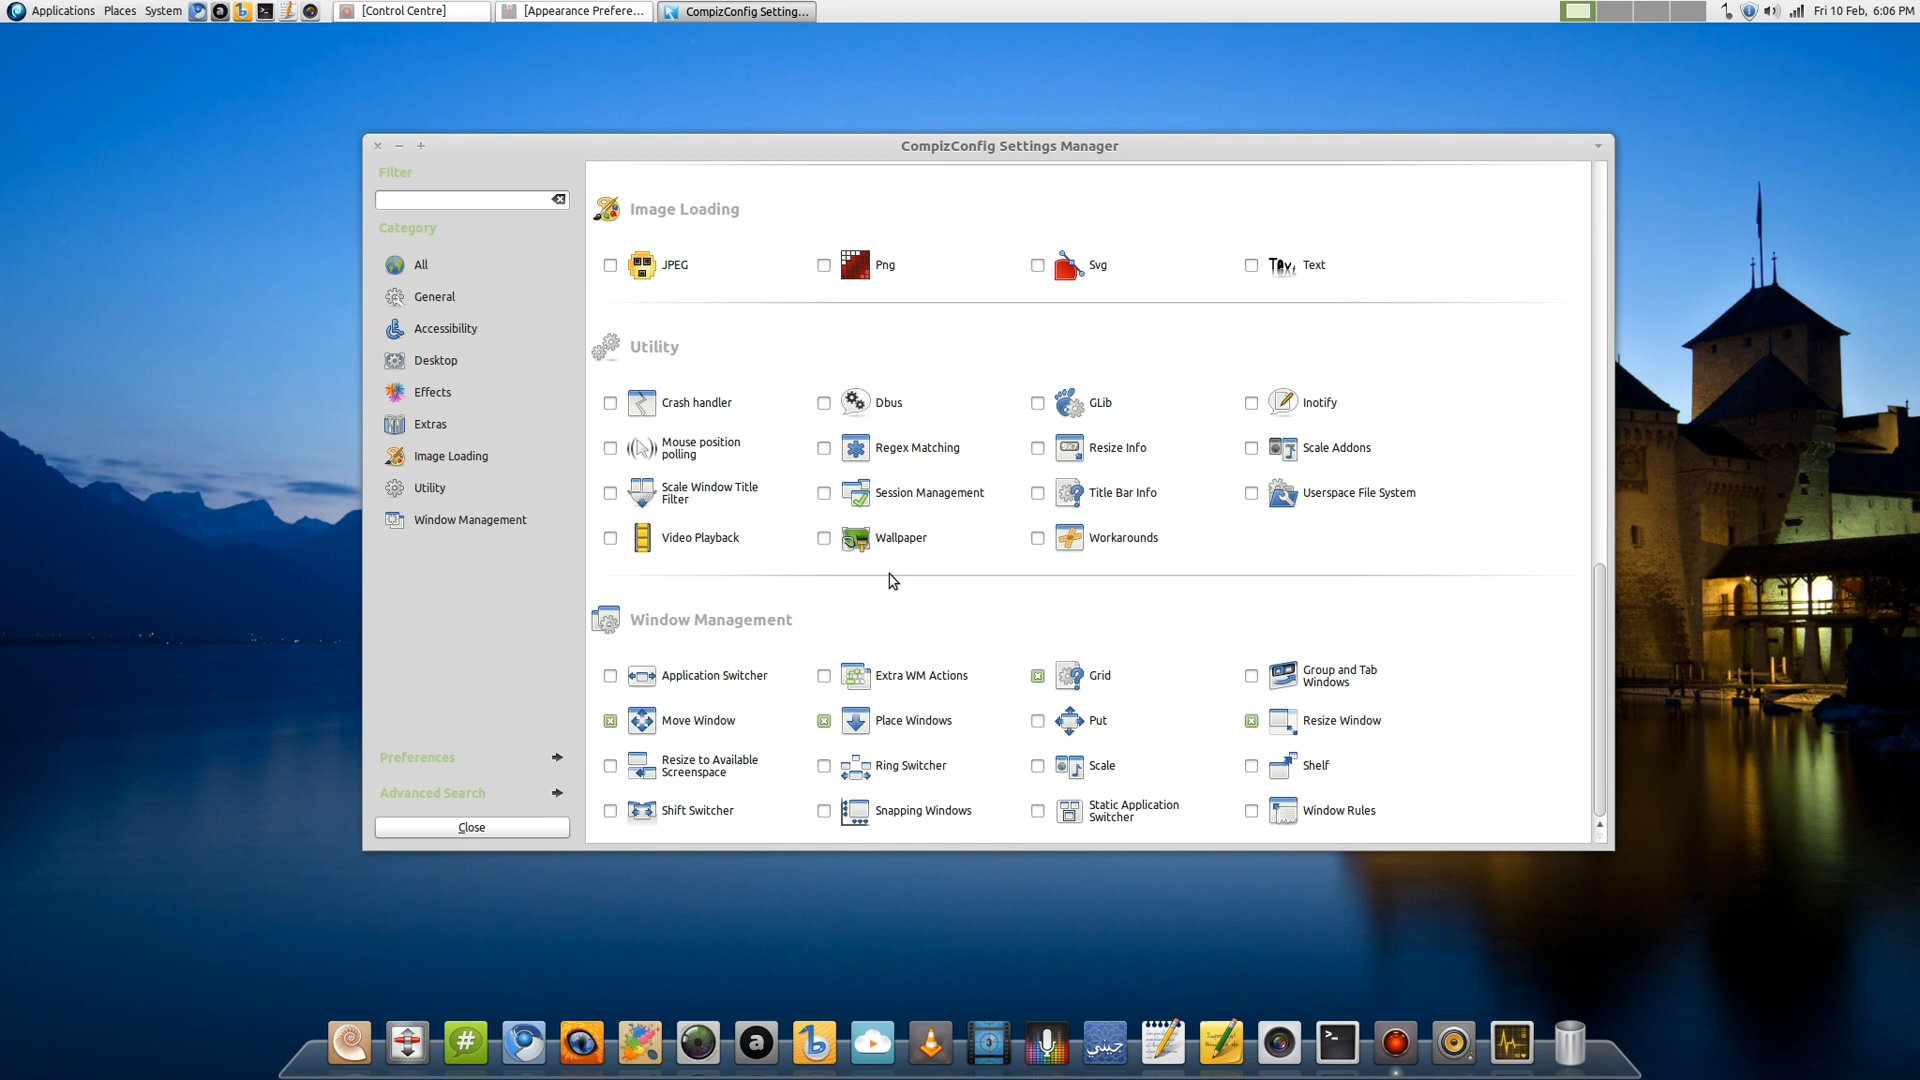 Applications Places System [Control Centre] [Appearance Prefere... CompizConfig Setting... Fri 10 Feb, 6:06 PM
CompizConfig Settings Manager
Filter
Category
All
General
Accessibility
Desktop
Effects
Extras
Image Loading
Utility
Window Management
Preferences
Advanced Search
Close
Image Loading
JPEG Png Svg Text
Utility
Crash handler Dbus GLib Inotify
Mouse position
polling
Regex Matching Resize Info Scale Addons
Scale Window Title
Filter
Session Management Title Bar Info Userspace File System
Video Playback Wallpaper Workarounds
Window Management
Application Switcher Extra WM Actions Grid
Group and Tab
Windows
Move Window Place Windows Put Resize Window
Resize to Available
Screenspace
Ring Switcher Scale Shelf
Shift Switcher Snapping Windows
Static Application
Switcher
Window Rules